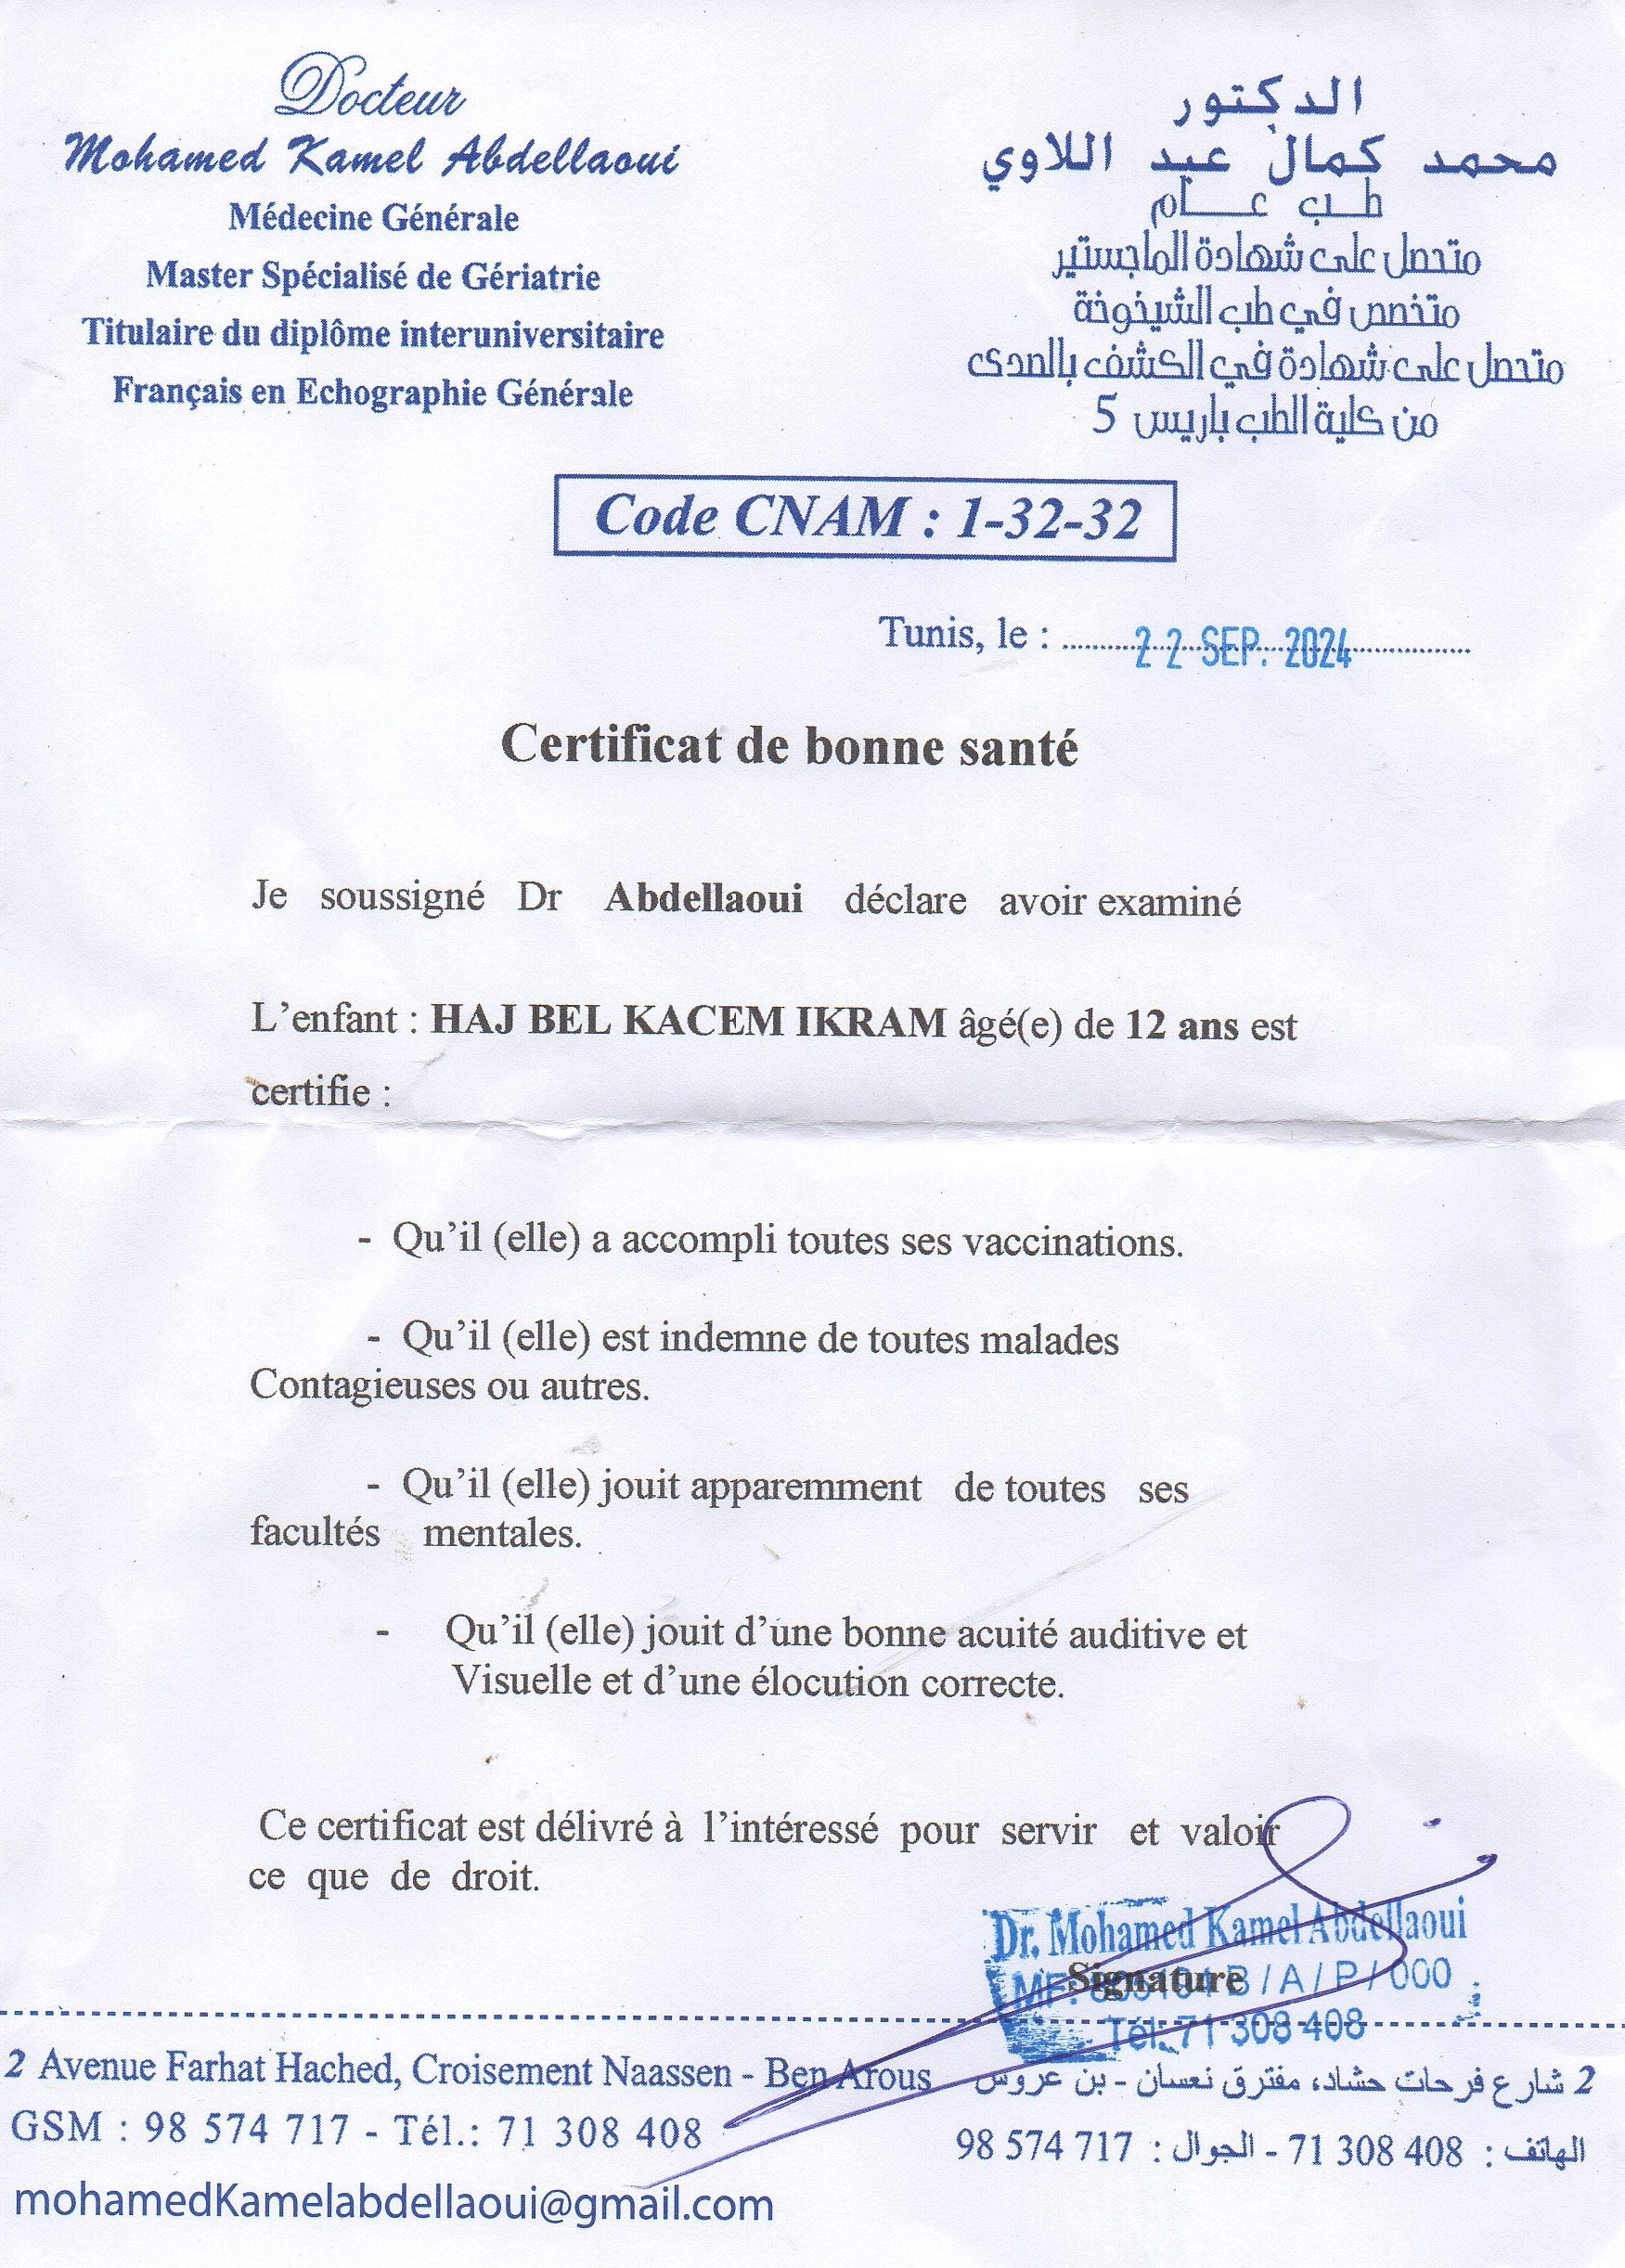 Docteur
Mohamed Kamel Abdellaoui
Médecine Générale
Master Spécialisé de Gériatrie
Titulaire du diplôme interuniversitaire
Français en Echographie Générale
الدكتور
محمد كمال عبد اللاوي
طب عام
متحصل على شهادة الماجستير
متخصص في طب الشيخوخة
متحصل على شهادة في الكشف بالصدى
من كلية الطب باريس 5
Code CNAM : 1-32-32
Tunis, le : 22 SEP. 2024
Certificat de bonne santé
Je soussigné Dr Abdellaoui déclare avoir examiné
L’enfant : HAJ BEL KACEM IKRAM âgé(e) de 12 ans est
certifie :
- Qu’il (elle) a accompli toutes ses vaccinations.
- Qu’il (elle) est indemne de toutes malades
Contagieuses ou autres.
- Qu’il (elle) jouit apparemment de toutes ses
facultés mentales.
- Qu’il (elle) jouit d’une bonne acuité auditive et
Visuelle et d’une élocution correcte.
Ce certificat est délivré à l’intéressé pour servir et valoir
ce que de droit.
Dr. Mohamed Kamel Abdellaoui
Signature
MF: B / A / P / 000
Tél. 71 308 408
2 Avenue Farhat Hached, Croisement Naassen - Ben Arous
GSM : 98 574 717 - Tél.: 71 308 408
mohamedKamelabdellaoui@gmail.com
2 شارع فرحات حشاد، مفترق نعسان - بن عروس
الهاتف : 71 308 408 - الجوال : 98 574 717